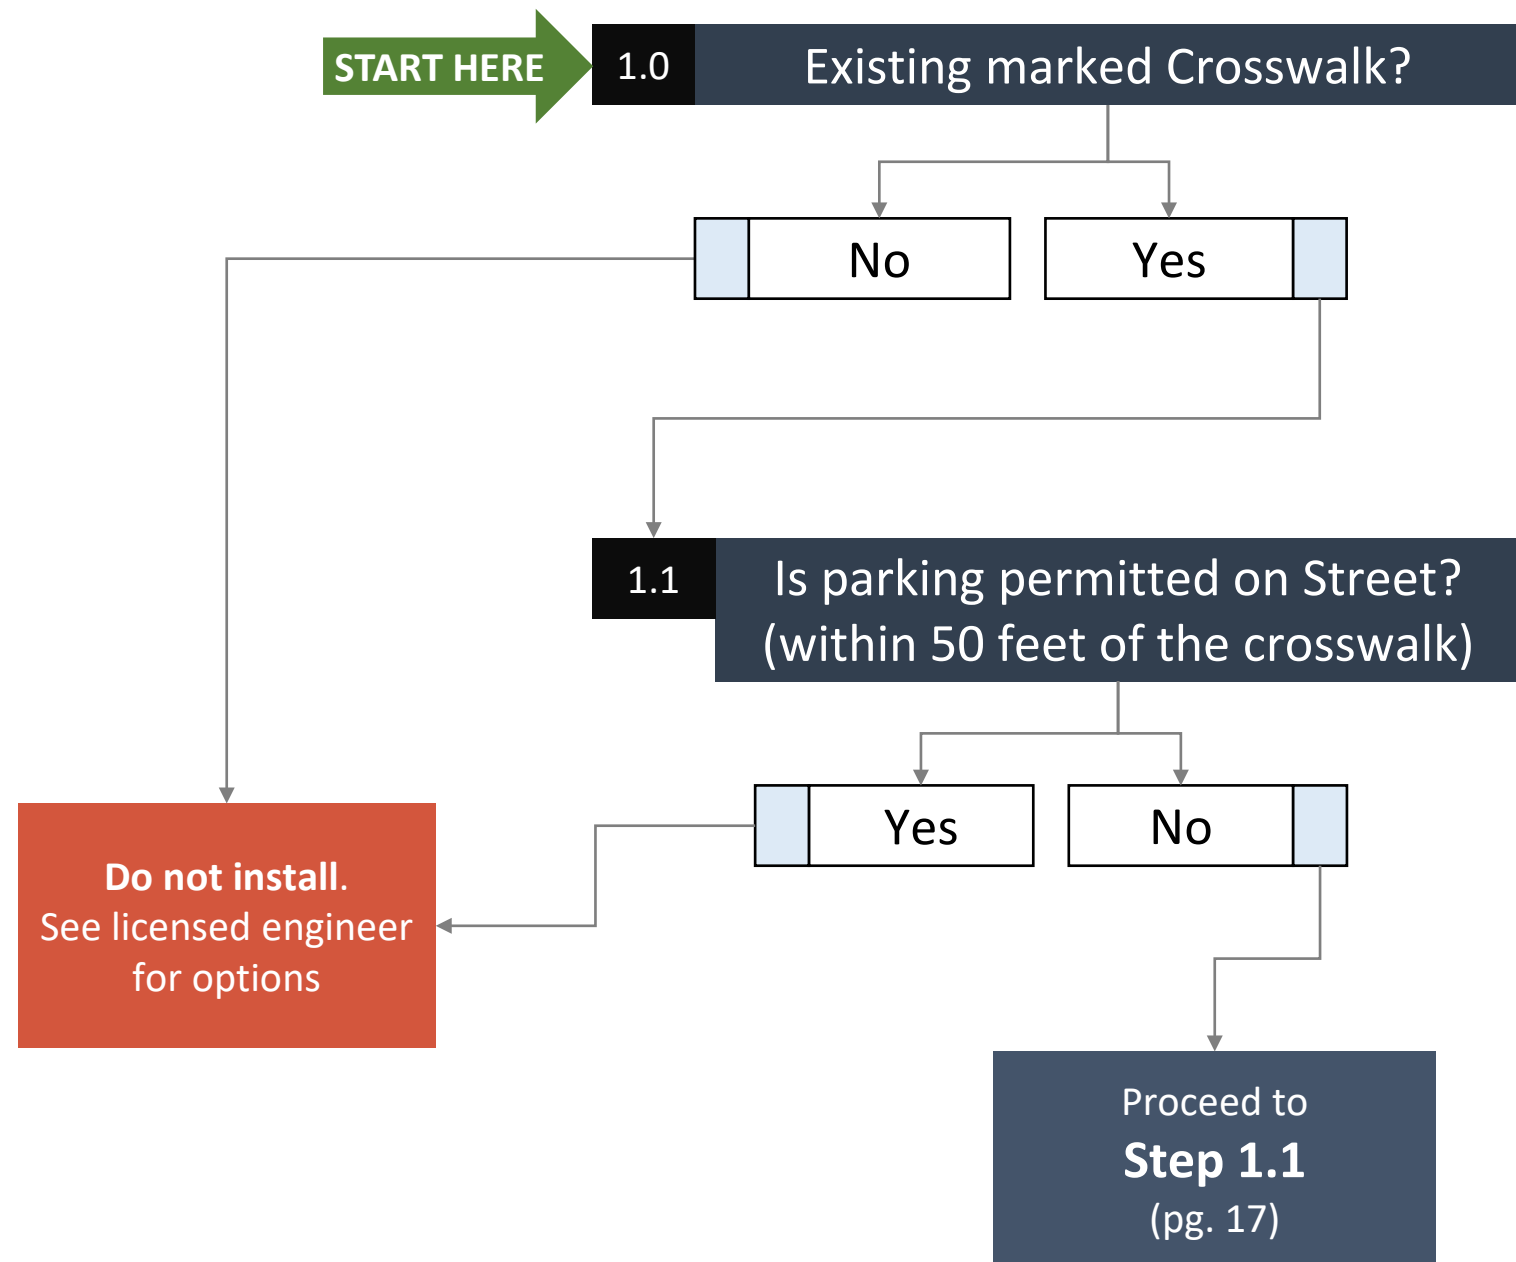 START HERE
1.0
Existing marked Crosswalk?
No
Yes
1.1
Is parking permitted on Street?
(within 50 feet of the crosswalk)
Yes
No
Do not install.
See licensed engineer
for options
Proceed to
Step 1.1
(pg. 17)